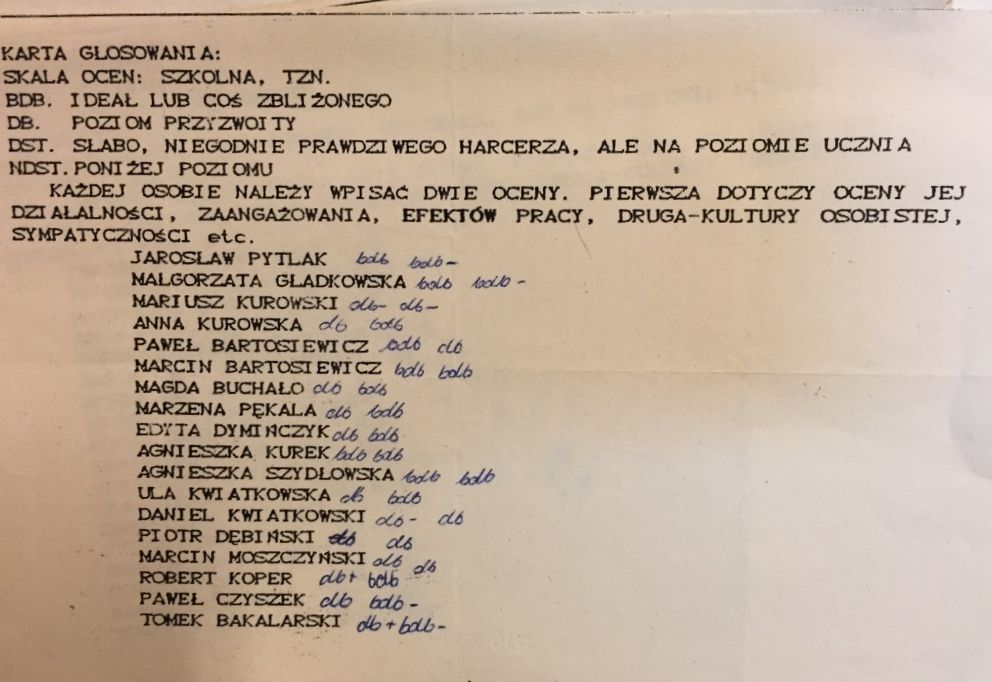 KARTA GŁOSOWANIA:
SKALA OCEN: SZKOLNA, TZN.
BDB. IDEAŁ LUB COŚ ZBLIŻONEGO
DB. POZIOM PRZYZWOITY
DST. SŁABO, NIEGODNIE PRAWDZIWEGO HARCERZA, ALE NA POZIOMIE UCZNIA
NDST. PONIŻEJ POZIOMU
KAŻDEJ OSOBIE NALEŻY WPISAĆ DWIE OCENY. PIERWSZA DOTYCZY OCENY JEJ
DZIAŁALNOŚCI, ZAANGAŻOWANIA, EFEKTÓW PRACY, DRUGA-KULTURY OSOBISTEJ,
SYMPATYCZNOŚCI etc.
JAROSŁAW PYTLAK bdb bdb-
MAŁGORZATA GŁADKOWSKA bdb bdb-
MARIUSZ KUROWSKI db- db-
ANNA KUROWSKA db bdb
PAWEŁ BARTOSIEWICZ bdb db
MARCIN BARTOSIEWICZ bdb bdb
MAGDA BUCHAŁO db bdb
MARZENA PĘKALA db bdb
EDYTA DYMIŃCZYK db bdb
AGNIESZKA KUREK bdb bdb
AGNIESZKA SZYDŁOWSKA bdb bdb
ULA KWIATKOWSKA db bdb
DANIEL KWIATKOWSKI db- db
PIOTR DĘBIŃSKI db db
MARCIN MOSZCZYŃSKI db db
ROBERT KOPER db+ bdb
PAWEŁ CZYSZEK db bdb-
TOMEK BAKALARSKI db+ bdb-